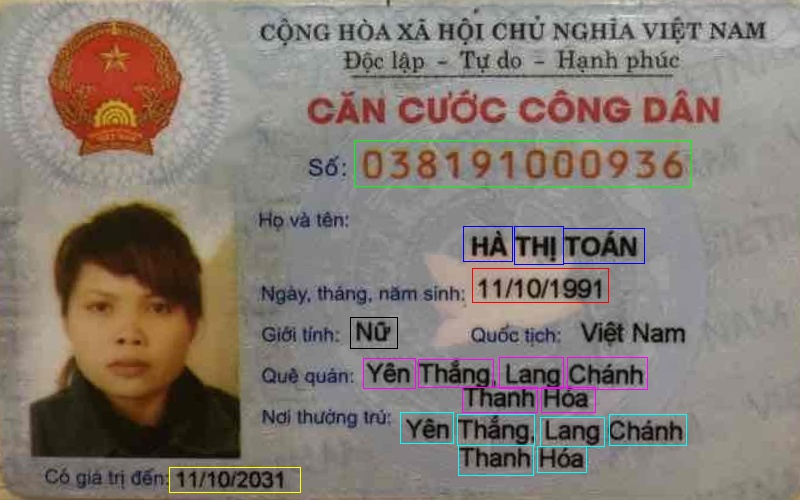 CỘNG HÒA XÃ HỘI CHỦ NGHĨA VIỆT NAM
Độc lập - Tự do - Hạnh phúc
CĂN CƯỚC CÔNG DÂN
Số: 038191000936
Họ và tên:
HÀ THỊ TOÁN
Ngày, tháng, năm sinh: 11/10/1991
Giới tính: Nữ Quốc tịch: Việt Nam
Quê quán: Yên Thắng, Lang Chánh
Thanh Hóa
Nơi thường trú: Yên Thắng, Lang Chánh
Thanh Hóa
Có giá trị đến: 11/10/2031